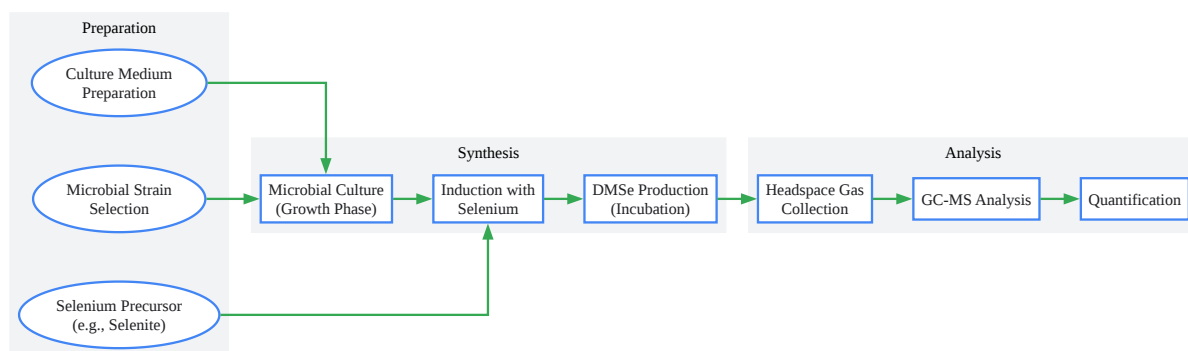 Preparation
Culture Medium
Preparation
Microbial Strain
Selection
Selenium Precursor
(e.g., Selenite)
Synthesis
Microbial Culture
(Growth Phase)
Induction with
Selenium
DMSe Production
(Incubation)
Analysis
Headspace Gas
Collection
GC-MS Analysis
Quantification